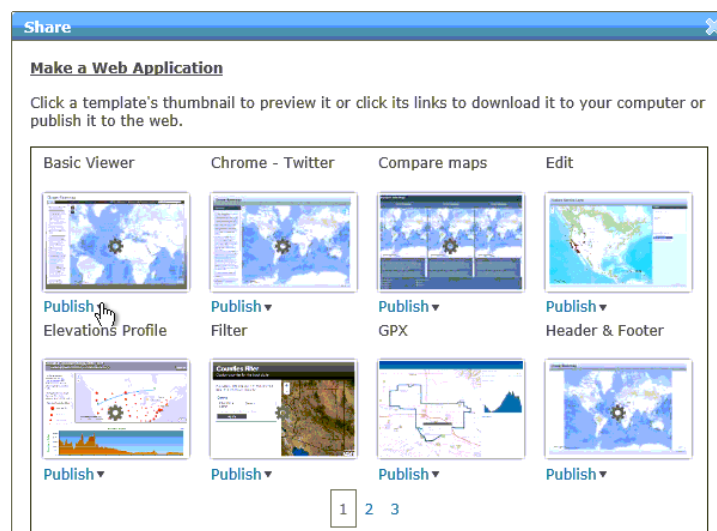 Share
Make a Web Application
Click a template's thumbnail to preview it or click its links to download it to your computer or
publish it to the web.
Basic Viewer Chrome - Twitter Compare maps Edit
Publish Publish Publish Publish
Elevations Profile Filter GPX Header & Footer
Counties Filter
Publish Publish Publish Publish
1 2 3